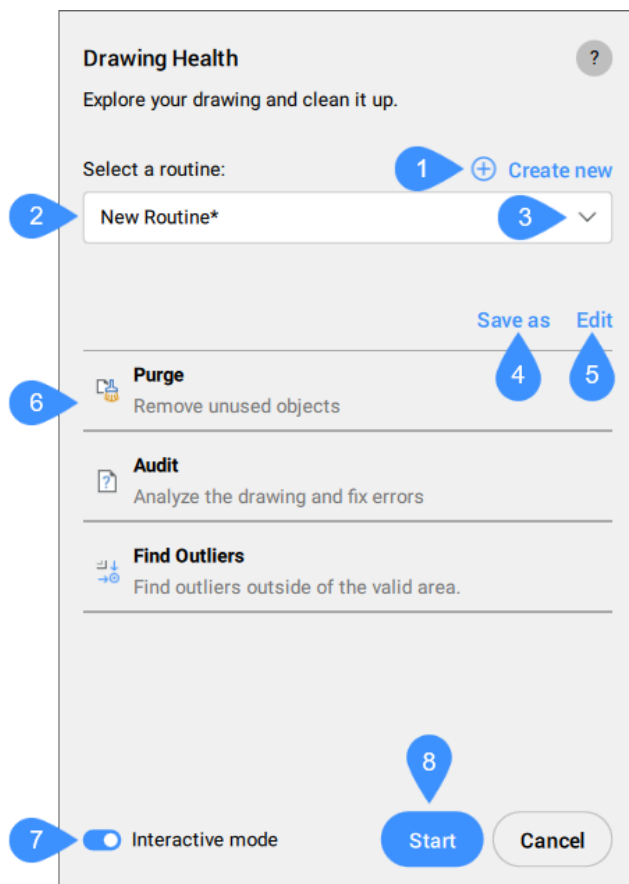 Drawing Health
?
Explore your drawing and clean it up.
Select a routine:
1
Create new
2
New Routine*
3
Save as
Edit
4
5
Purge
6
Remove unused objects
Audit
?
Analyze the drawing and fix errors
Find Outliers
Find outliers outside of the valid area.
8
7
Interactive mode
Start
Cancel